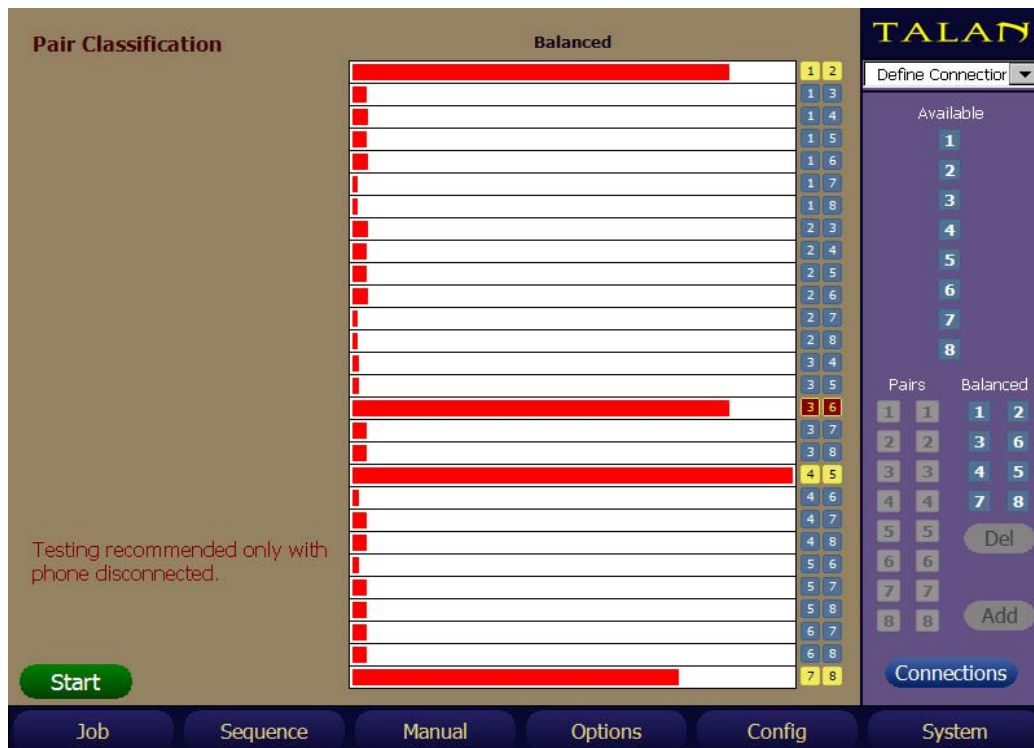 Pair Classification
Balanced
TALAN
Define Connectior
1 2
1 3
1 4
1 5
1 6
1 7
1 8
2 3
2 4
2 5
2 6
2 7
2 8
3 4
3 5
3 6
3 7
3 8
4 5
4 6
4 7
4 8
5 6
5 7
5 8
6 7
6 8
7 8
Available
1
2
3
4
5
6
7
8
Pairs Balanced
1 1 1 2
2 2 3 6
3 3 4 5
4 4 7 8
5 5 Del
6 6
7 7
8 8 Add
Connections
Testing recommended only with
phone disconnected.
Start
Job Sequence Manual Options Config System